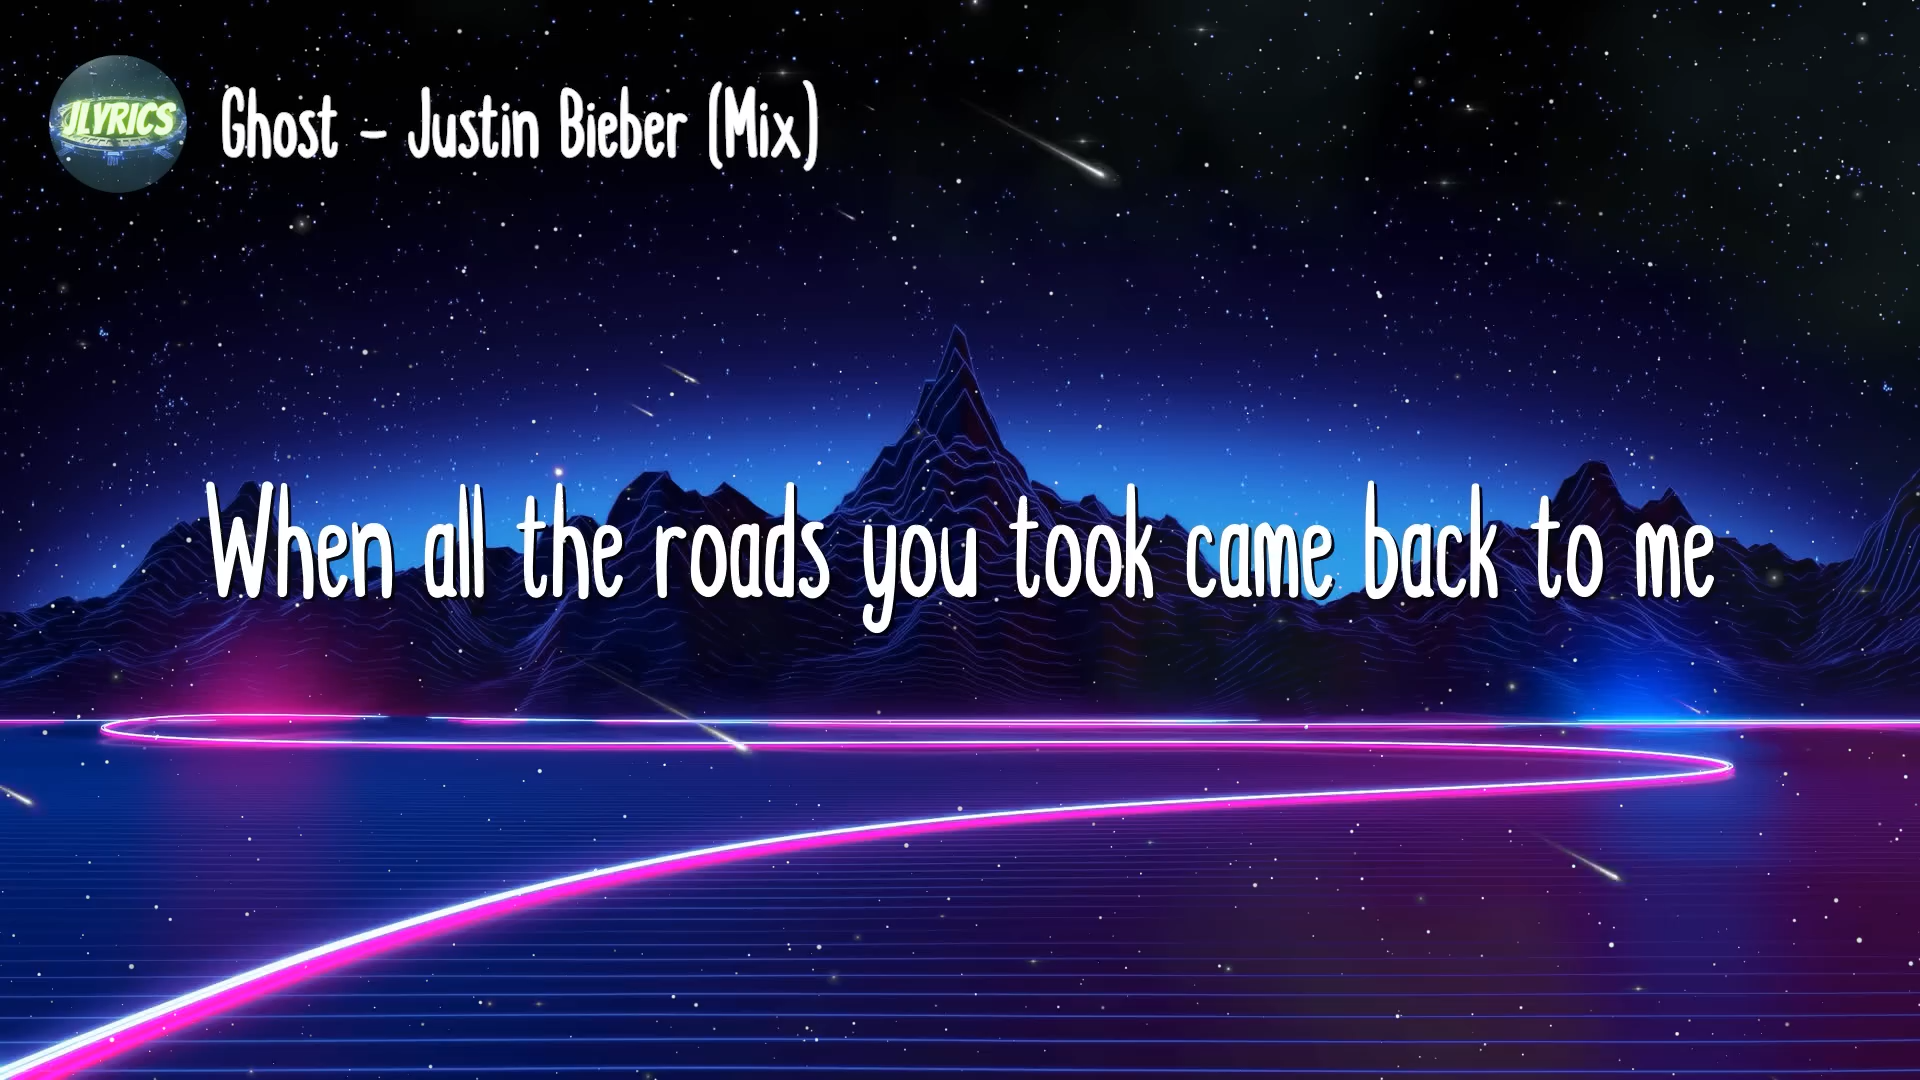 JLYRICS
Ghost - Justin Bieber (Mix)
When all the roads you took came back to me